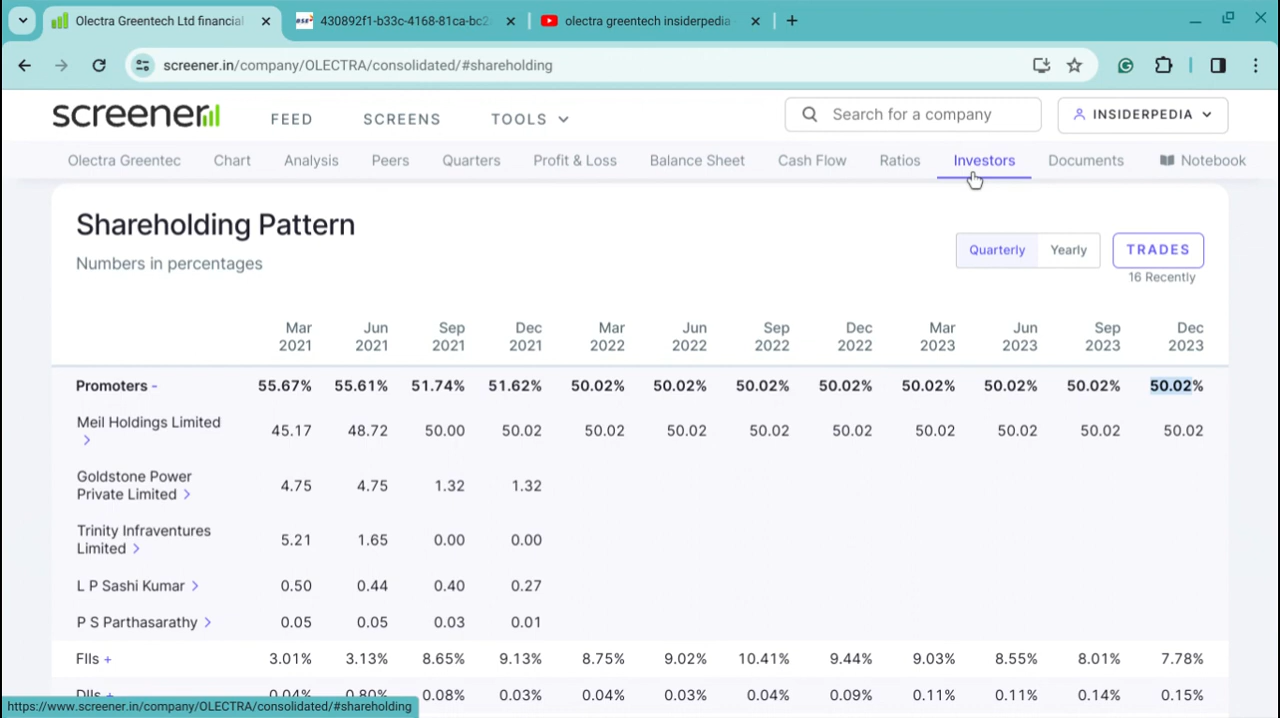 Olectra Greentech Ltd financial
430892f1-b33c-4168-81ca-bc2
olectra greentech insiderpedia
screener.in/company/OLECTRA/consolidated/#shareholding
screener FEED SCREENS TOOLS Search for a company INSIDERPEDIA
Olectra Greentec Chart Analysis Peers Quarters Profit & Loss Balance Sheet Cash Flow Ratios Investors Documents Notebook
Shareholding Pattern
Numbers in percentages
Quarterly Yearly TRADES
16 Recently
Mar Jun Sep Dec Mar Jun Sep Dec Mar Jun Sep Dec
2021 2021 2021 2021 2022 2022 2022 2022 2023 2023 2023 2023
Promoters - 55.67% 55.61% 51.74% 51.62% 50.02% 50.02% 50.02% 50.02% 50.02% 50.02% 50.02% 50.02%
Meil Holdings Limited 45.17 48.72 50.00 50.02 50.02 50.02 50.02 50.02 50.02 50.02 50.02 50.02
Goldstone Power
Private Limited 4.75 4.75 1.32 1.32
Trinity Infraventures
Limited 5.21 1.65 0.00 0.00
L P Sashi Kumar 0.50 0.44 0.40 0.27
P S Parthasarathy 0.05 0.05 0.03 0.01
FIIs + 3.01% 3.13% 8.65% 9.13% 8.75% 9.02% 10.41% 9.44% 9.03% 8.55% 8.01% 7.78%
DIIs + 0.04% 0.80% 0.08% 0.03% 0.04% 0.03% 0.04% 0.09% 0.11% 0.11% 0.14% 0.15%
https://www.screener.in/company/OLECTRA/consolidated/#shareholding